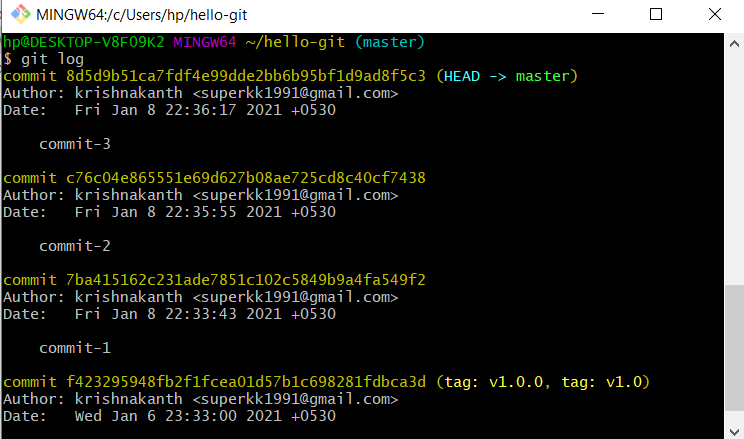 MINGW64:/c/Users/hp/hello-git
hp@DESKTOP-V8FO9K2 MINGW64 ~/hello-git (master)
$ git log
commit 8d5d9b51ca7fdf4e99dde2bb6b95bf1d9ad8f5c3 (HEAD -> master)
Author: krishnakanth <superkk1991@gmail.com>
Date:   Fri Jan 8 22:36:17 2021 +0530
    commit-3
commit c76c04e865551e69d627b08ae725cd8c40cf7438
Author: krishnakanth <superkk1991@gmail.com>
Date:   Fri Jan 8 22:35:55 2021 +0530
    commit-2
commit 7ba415162c231ade7851c102c5849b9a4fa549f2
Author: krishnakanth <superkk1991@gmail.com>
Date:   Fri Jan 8 22:33:43 2021 +0530
    commit-1
commit f423295948fb2f1fcea01d57b1c698281fdbca3d (tag: v1.0.0, tag: v1.0)
Author: krishnakanth <superkk1991@gmail.com>
Date:   Wed Jan 6 23:33:00 2021 +0530